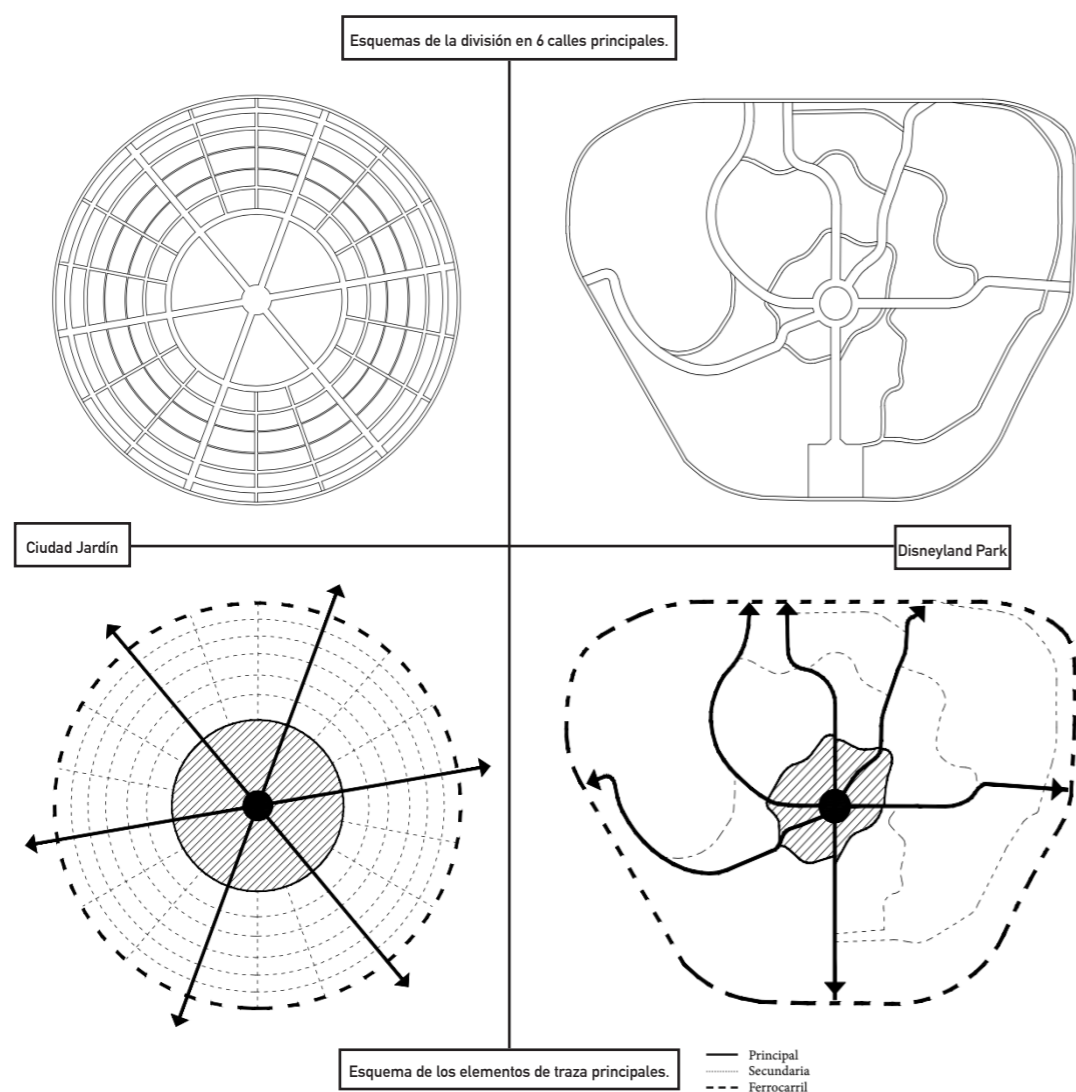 Esquemas de la división en 6 calles principales.
Ciudad Jardín
Disneyland Park
Esquema de los elementos de traza principales.
Principal
Secundaria
Ferrocarril